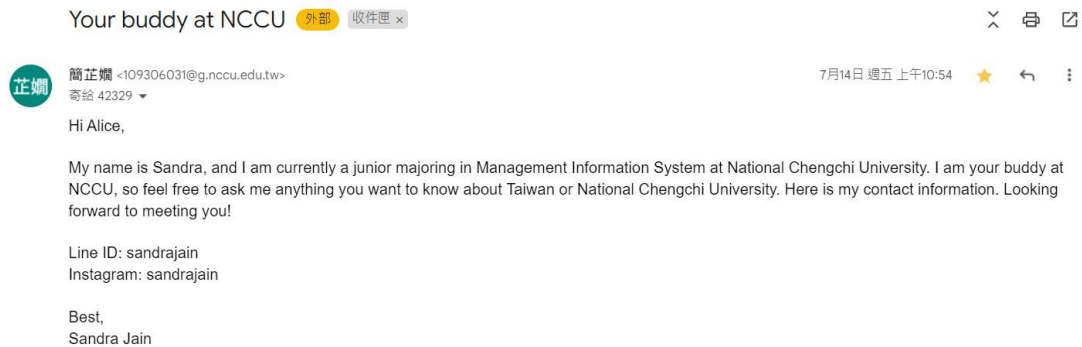 Your buddy at NCCU 外部 收件匣 ×
簡芷嫺 <109306031@g.nccu.edu.tw> 7月14日 週五 上午10:54
芷嫺
寄給 42329
Hi Alice,
My name is Sandra, and I am currently a junior majoring in Management Information System at National Chengchi University. I am your buddy at
NCCU, so feel free to ask me anything you want to know about Taiwan or National Chengchi University. Here is my contact information. Looking
forward to meeting you!
Line ID: sandrajain
Instagram: sandrajain
Best,
Sandra Jain